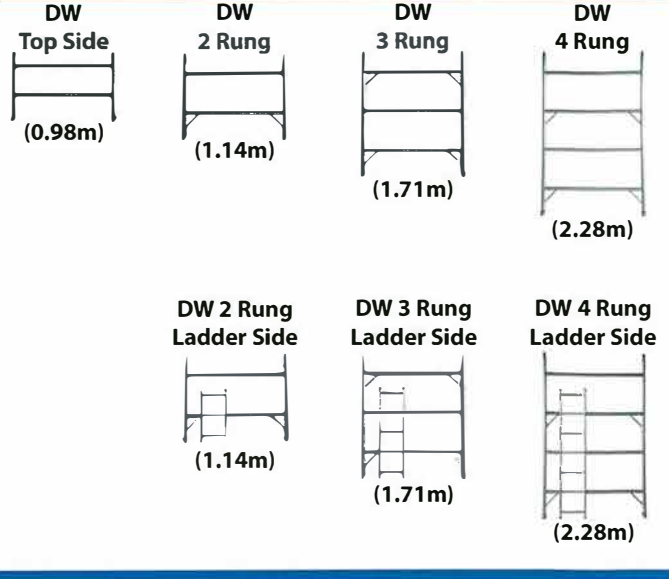 DW
Top Side
(0.98m)
DW
2 Rung
(1.14m)
DW
3 Rung
(1.71m)
DW
4 Rung
(2.28m)
DW 2 Rung
Ladder Side
(1.14m)
DW 3 Rung
Ladder Side
(1.71m)
DW 4 Rung
Ladder Side
(2.28m)